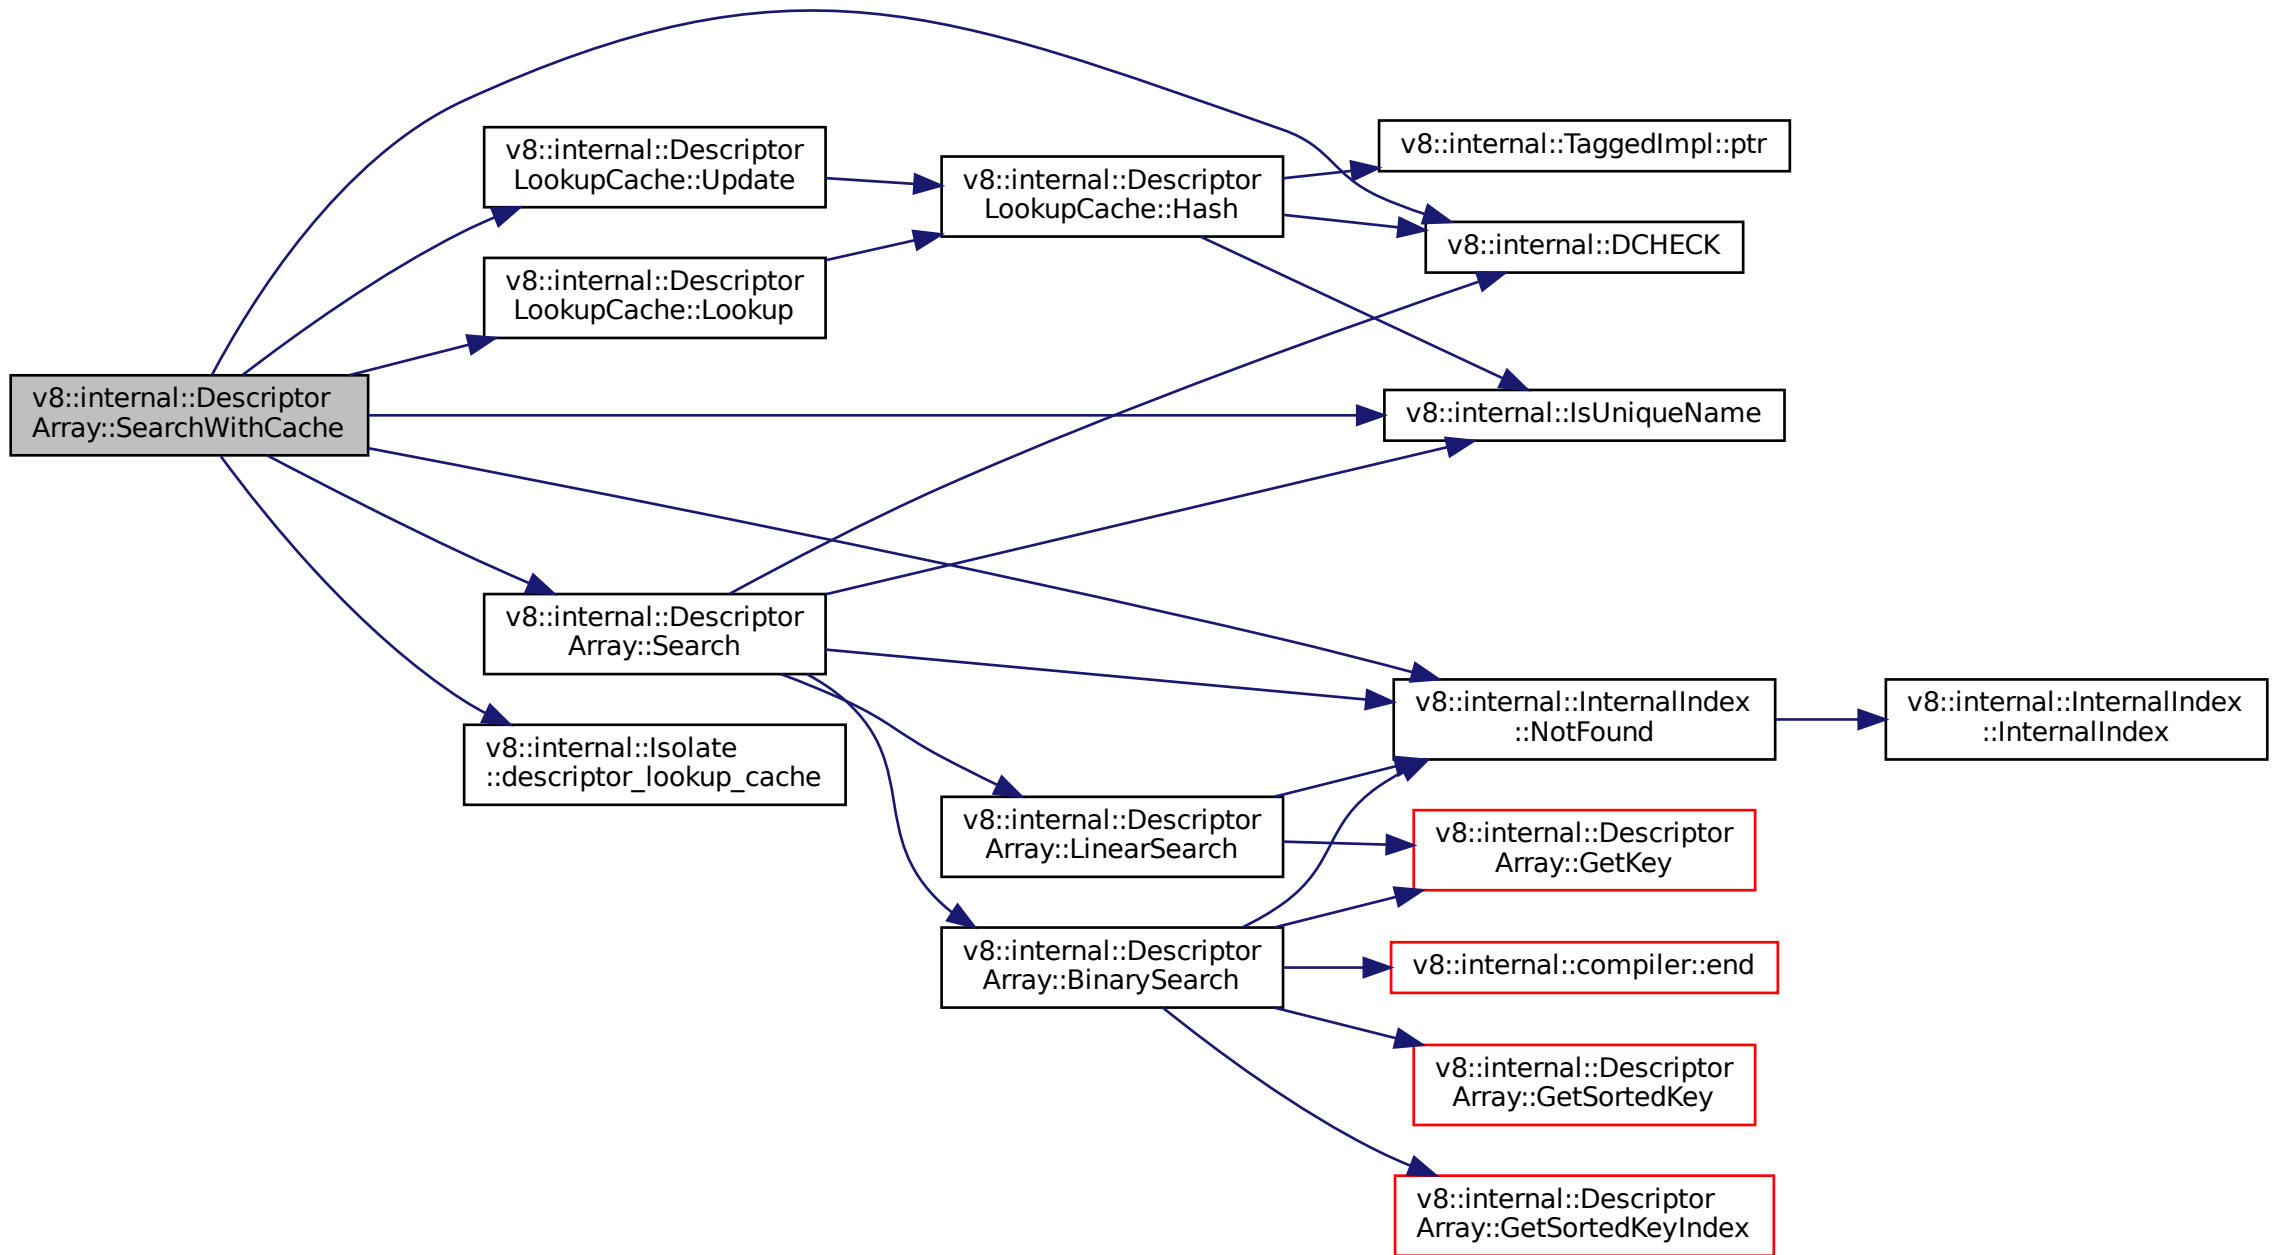 v8::internal::Descriptor
Array::SearchWithCache
v8::internal::Descriptor
LookupCache::Update
v8::internal::Descriptor
LookupCache::Lookup
v8::internal::Descriptor
Array::Search
v8::internal::Isolate
::descriptor_lookup_cache
v8::internal::Descriptor
LookupCache::Hash
v8::internal::Descriptor
Array::LinearSearch
v8::internal::Descriptor
Array::BinarySearch
v8::internal::TaggedImpl::ptr
v8::internal::DCHECK
v8::internal::IsUniqueName
v8::internal::InternalIndex
::NotFound
v8::internal::Descriptor
Array::GetKey
v8::internal::compiler::end
v8::internal::Descriptor
Array::GetSortedKey
v8::internal::Descriptor
Array::GetSortedKeyIndex
v8::internal::InternalIndex
::InternalIndex